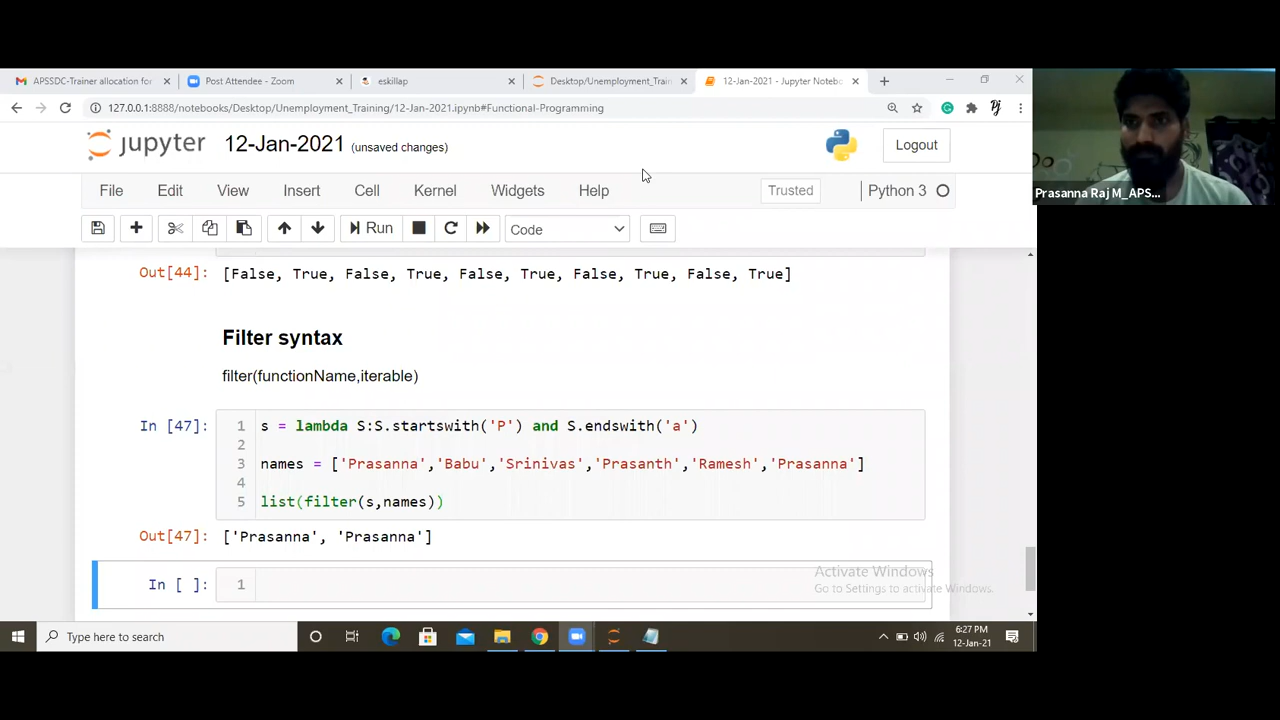 APSSDC-Trainer allocation for
Post Attendee - Zoom
eskillap
Desktop/Unemployment_Train
12-Jan-2021 - Jupyter Notebo
127.0.0.1:8888/notebooks/Desktop/Unemployment_Training/12-Jan-2021.ipynb#Functional-Programming
jupyter 12-Jan-2021 (unsaved changes)
Logout
Prasanna Raj M_APS...
File Edit View Insert Cell Kernel Widgets Help
Trusted
Python 3
Run
Code
Out[44]: [False, True, False, True, False, True, False, True, False, True]
Filter syntax
filter(functionName,iterable)
In [47]: 1 s = lambda S:S.startswith('P') and S.endswith('a')
2
3 names = ['Prasanna','Babu','Srinivas','Prasanth','Ramesh','Prasanna']
4
5 list(filter(s,names))
Out[47]: ['Prasanna', 'Prasanna']
In [ ]: 1
Activate Windows
Go to Settings to activate Windows.
Type here to search
6:27 PM
12-Jan-21